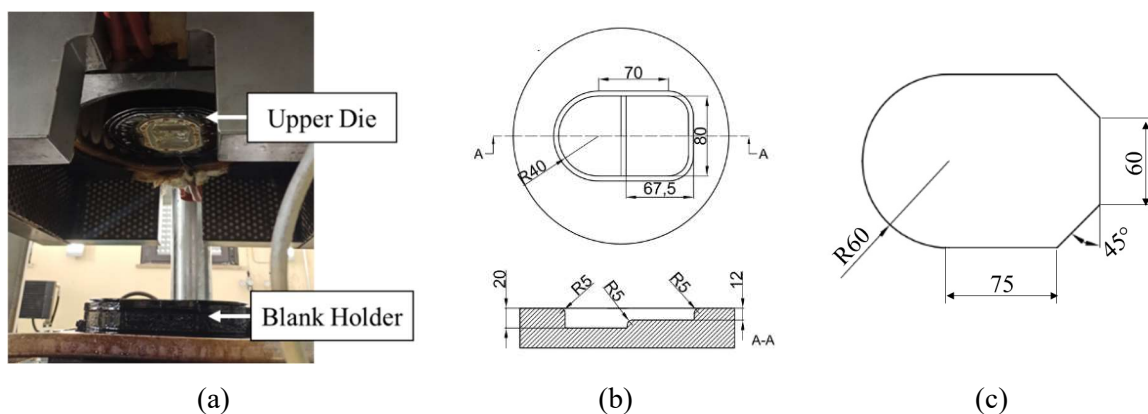 Upper Die
Blank Holder
(a)
70
80
A
A
R40
67,5
20
R5
R5
R5
12
A-A
(b)
R60
75
60
45°
(c)